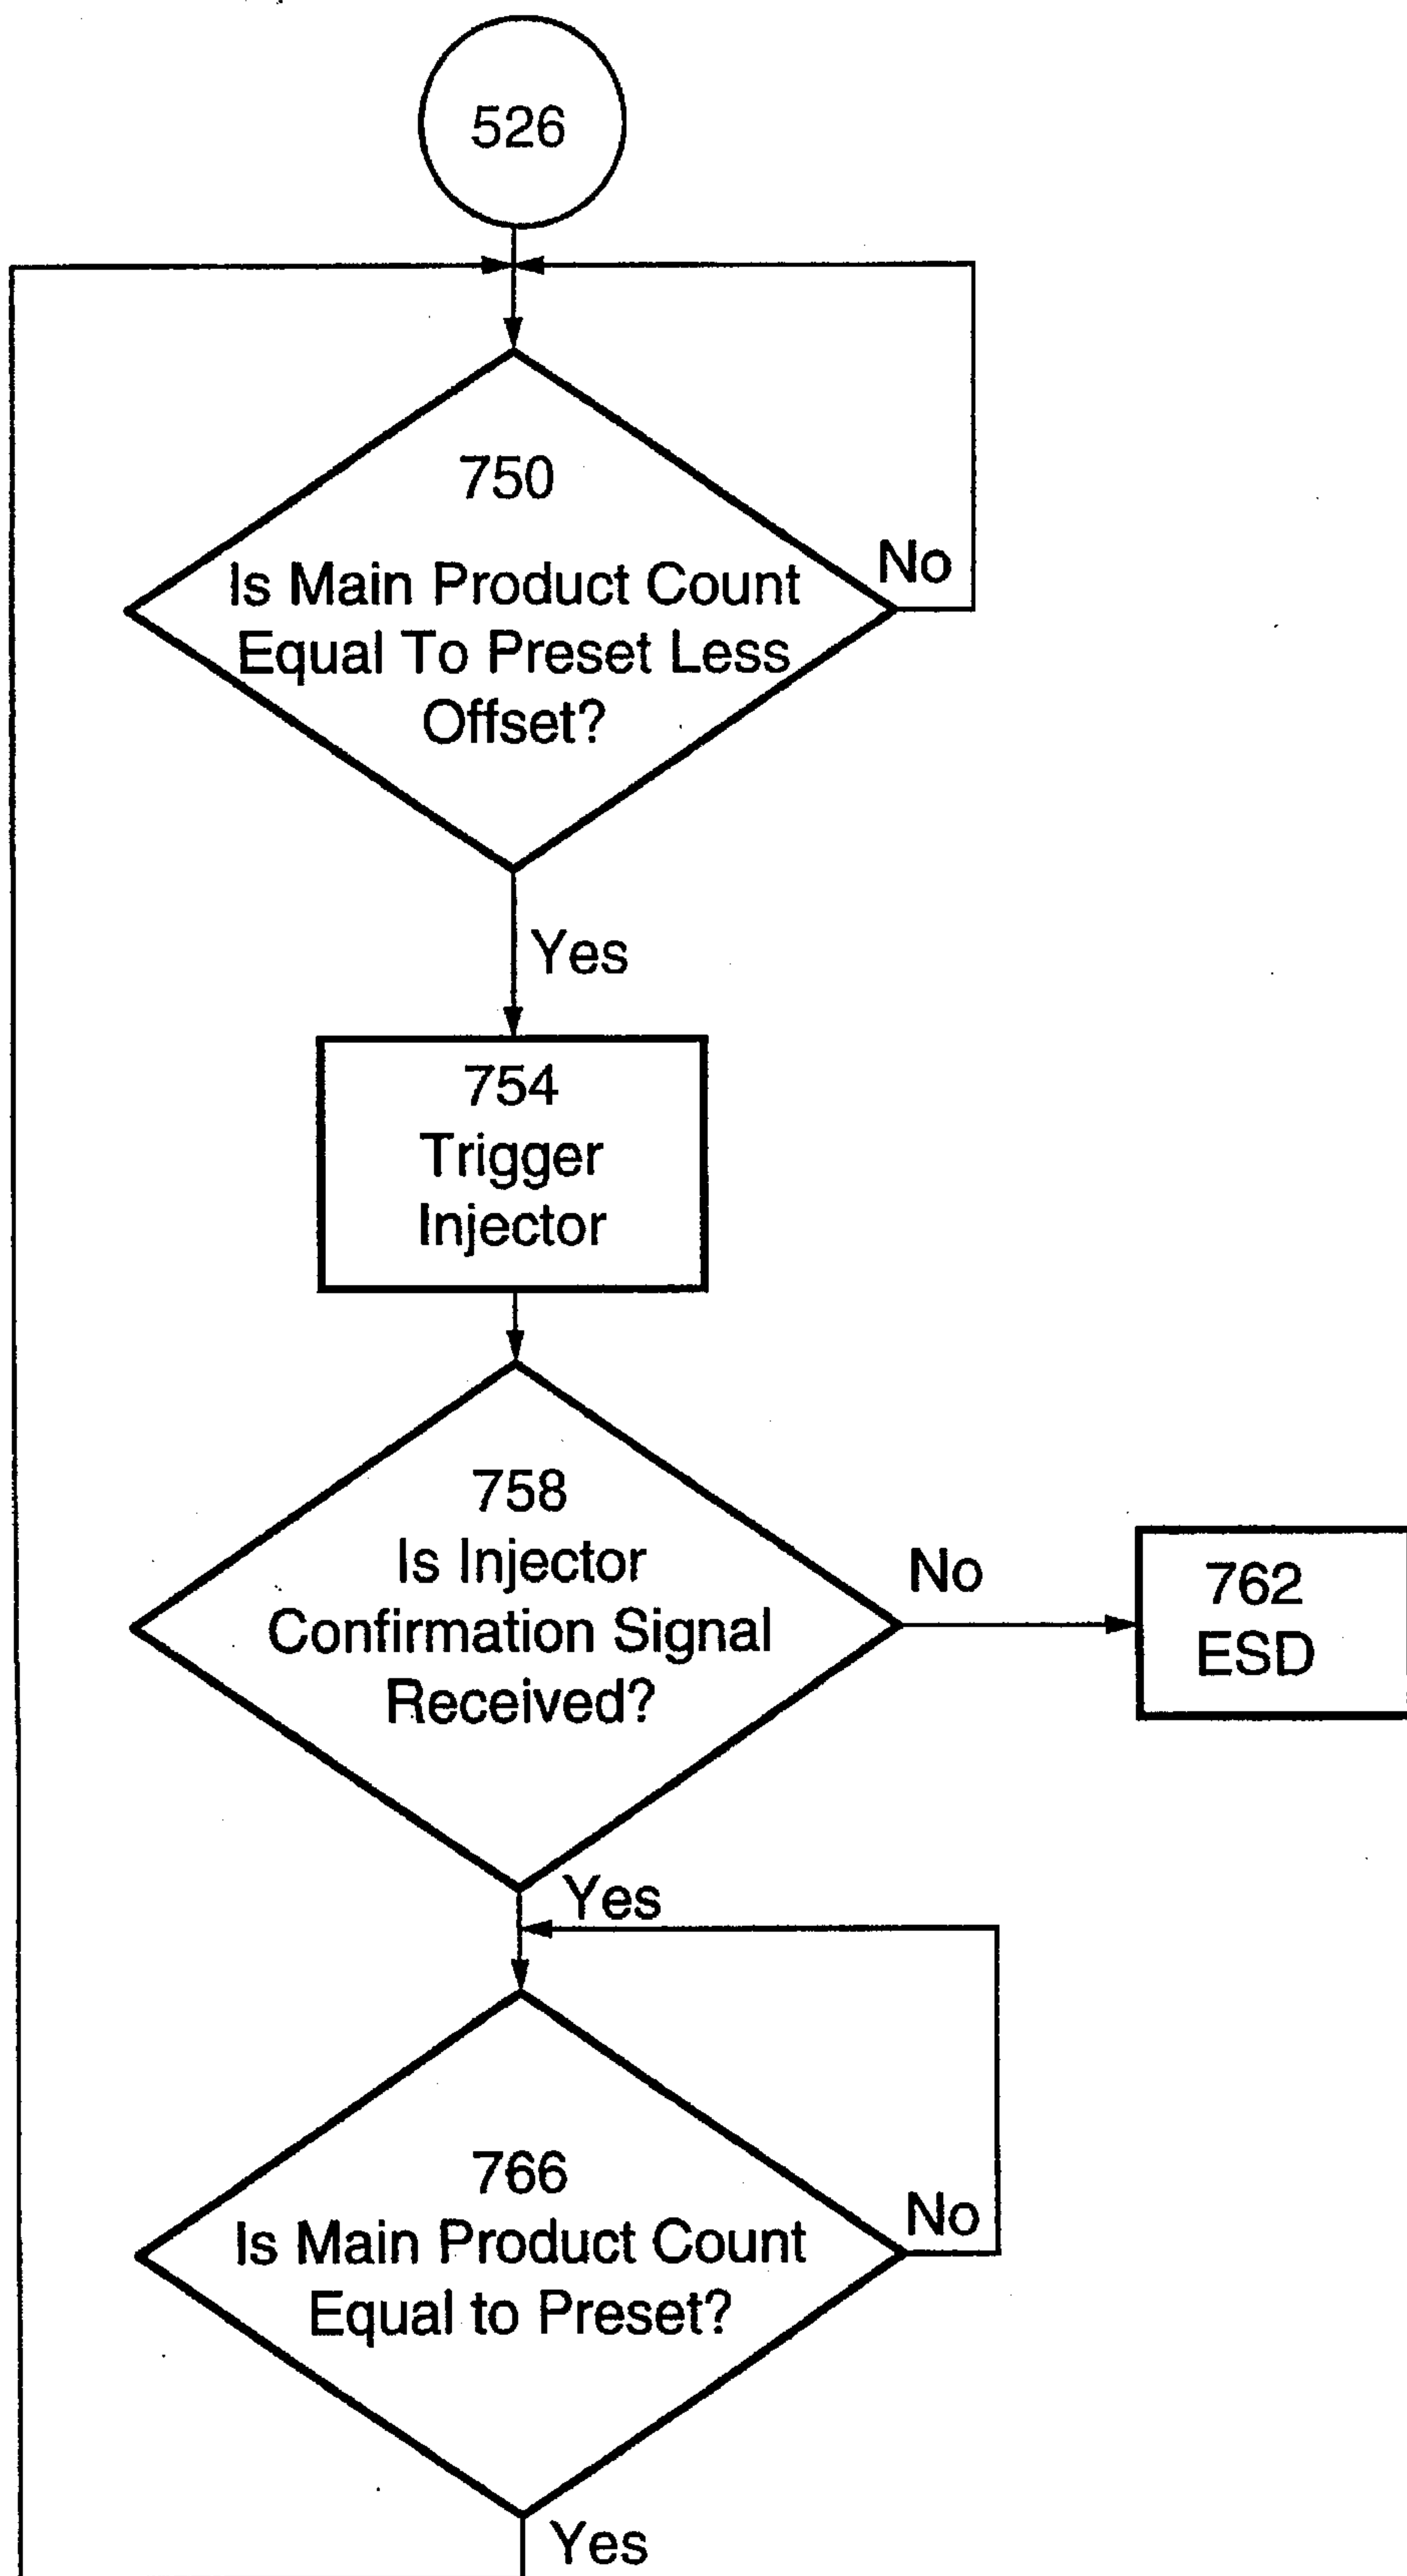 526
750
Is Main Product Count
Equal To Preset Less
Offset?
No
Yes
754
Trigger
Injector
758
Is Injector
Confirmation Signal
Received?
No
762
ESD
Yes
766
Is Main Product Count
Equal to Preset?
No
Yes